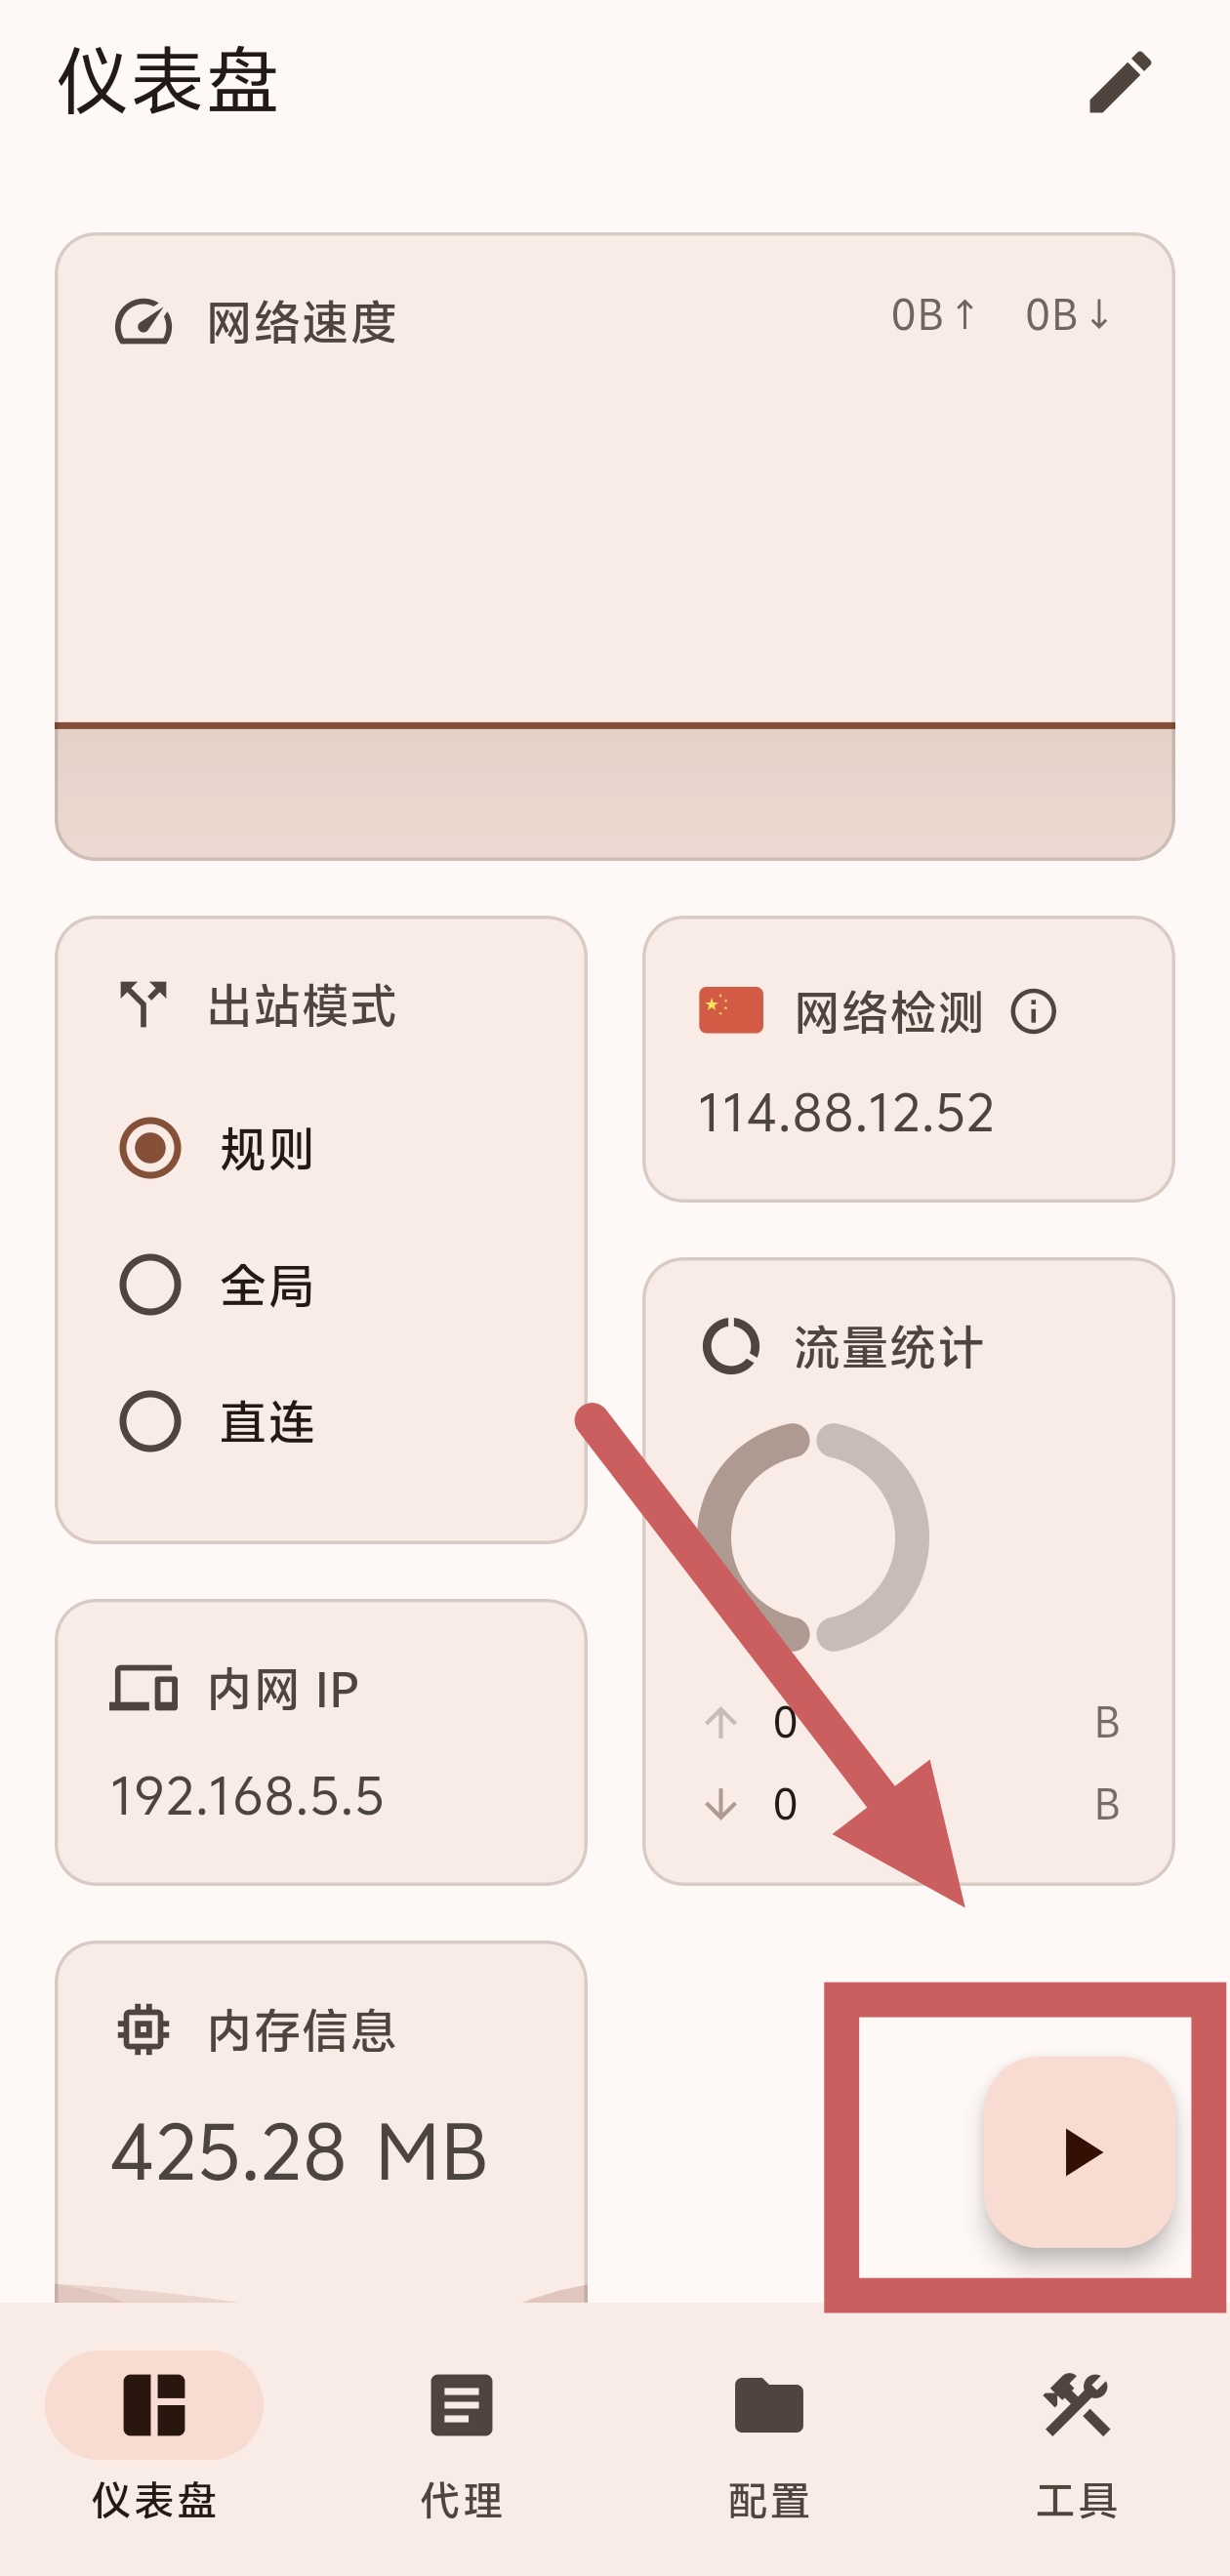 仪表盘
网络速度 0B↑ 0B↓
出站模式
规则
全局
直连
网络检测
114.88.12.52
流量统计
↑ 0 B
↓ 0 B
内网 IP
192.168.5.5
内存信息
425.28 MB
仪表盘 代理 配置 工具